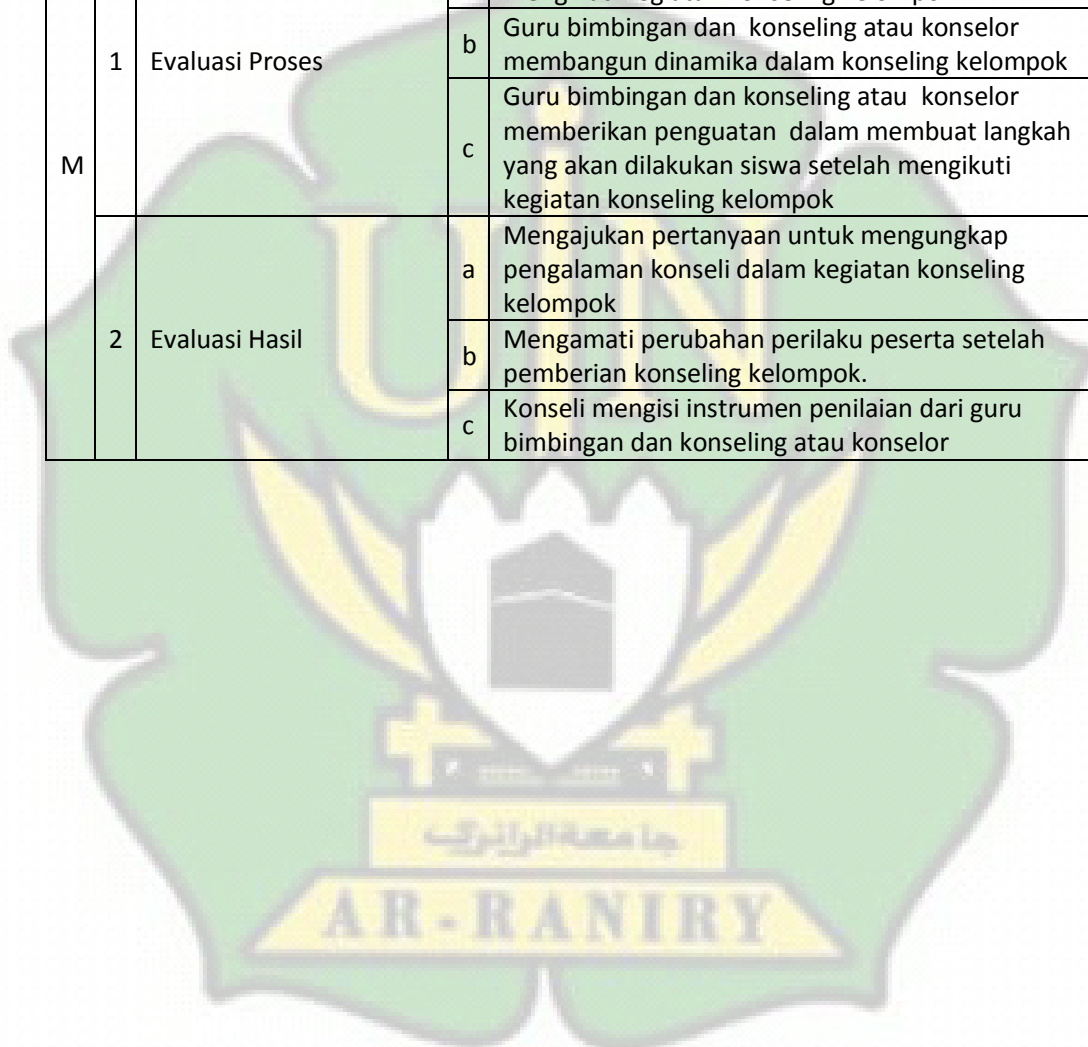 b Guru bimbingan dan konseling atau konselor
membangun dinamika dalam konseling kelompok
1 Evaluasi Proses
Guru bimbingan dan konseling atau konselor
memberikan penguatan dalam membuat langkah
c yang akan dilakukan siswa setelah mengikuti
kegiatan konseling kelompok
M
Mengajukan pertanyaan untuk mengungkap
a pengalaman konseli dalam kegiatan konseling
kelompok
2 Evaluasi Hasil
b Mengamati perubahan perilaku peserta setelah
pemberian konseling kelompok.
c Konseli mengisi instrumen penilaian dari guru
bimbingan dan konseling atau konselor
UIN
جامعة الرانري
AR-RANIRY